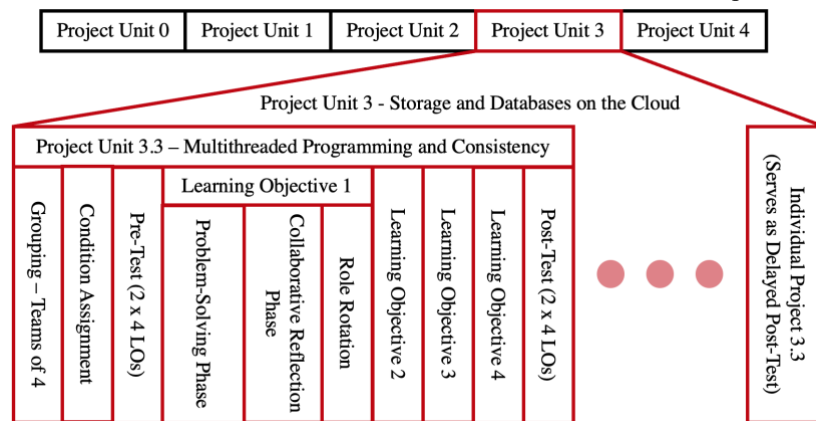 Project Unit 0
Project Unit 1
Project Unit 2
Project Unit 3
Project Unit 4
Project Unit 3 - Storage and Databases on the Cloud
Project Unit 3.3 – Multithreaded Programming and Consistency
Grouping – Teams of 4
Condition Assignment
Pre-Test (2 x 4 LOs)
Learning Objective 1
Problem-Solving Phase
Collaborative Reflection
Phase
Role Rotation
Learning Objective 2
Learning Objective 3
Learning Objective 4
Post-Test (2 x 4 LOs)
Individual Project 3.3
(Serves as Delayed Post-Test)